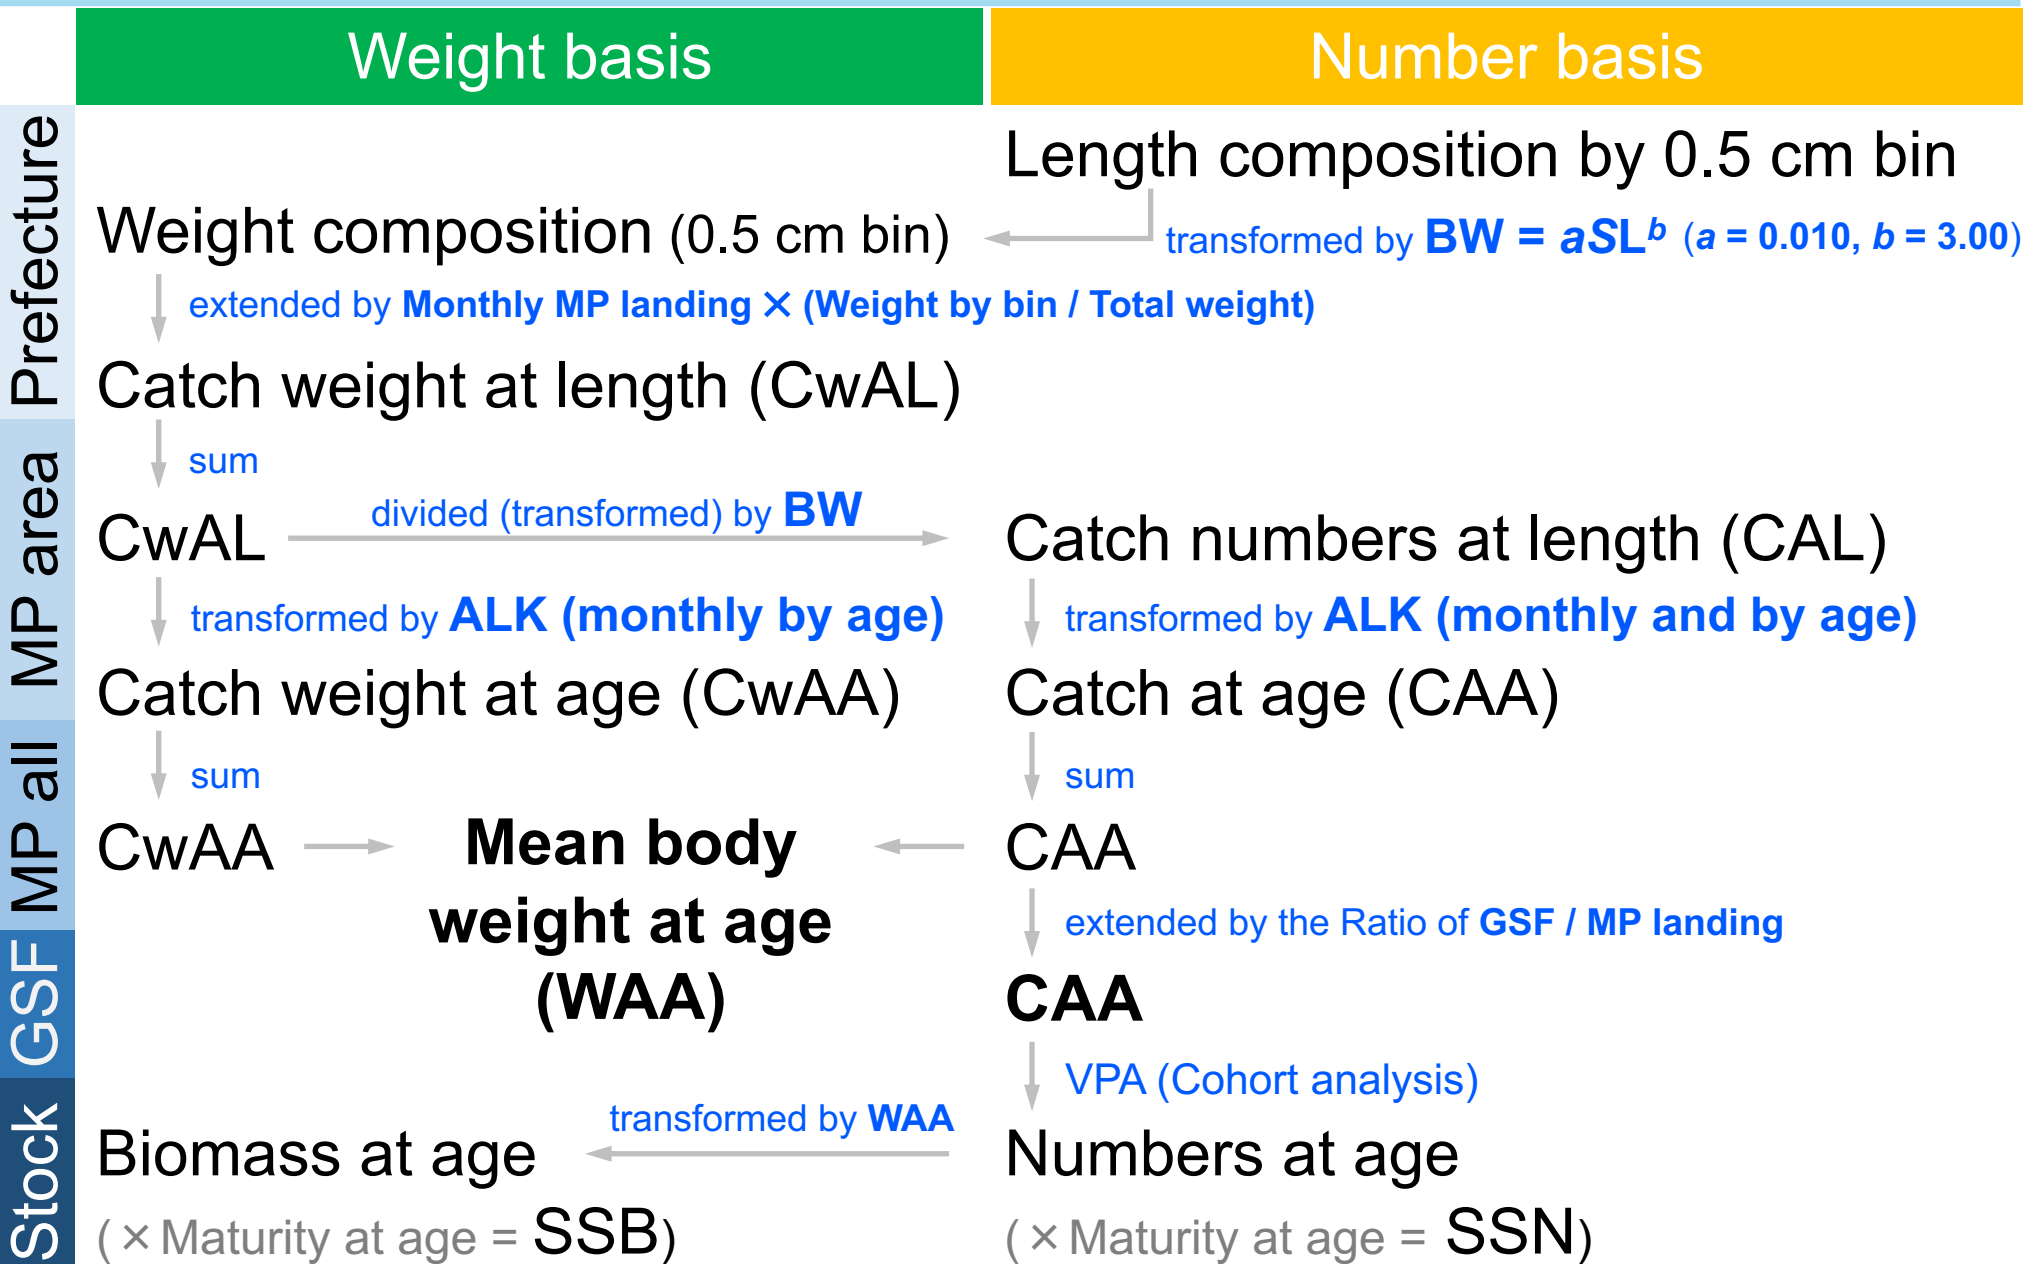 Weight basis
Number basis
Prefecture
Length composition by 0.5 cm bin
Weight composition (0.5 cm bin)
transformed by BW = aSL^b (a = 0.010, b = 3.00)
extended by Monthly MP landing × (Weight by bin / Total weight)
Catch weight at length (CwAL)
MP area
sum
CwAL
divided (transformed) by BW
Catch numbers at length (CAL)
transformed by ALK (monthly by age)
transformed by ALK (monthly and by age)
Catch weight at age (CwAA)
Catch at age (CAA)
MP all
sum
sum
CwAA
Mean body
weight at age
(WAA)
CAA
extended by the Ratio of GSF / MP landing
GSF
CAA
VPA (Cohort analysis)
Stock
Biomass at age
transformed by WAA
Numbers at age
( × Maturity at age = SSB)
( × Maturity at age = SSN)